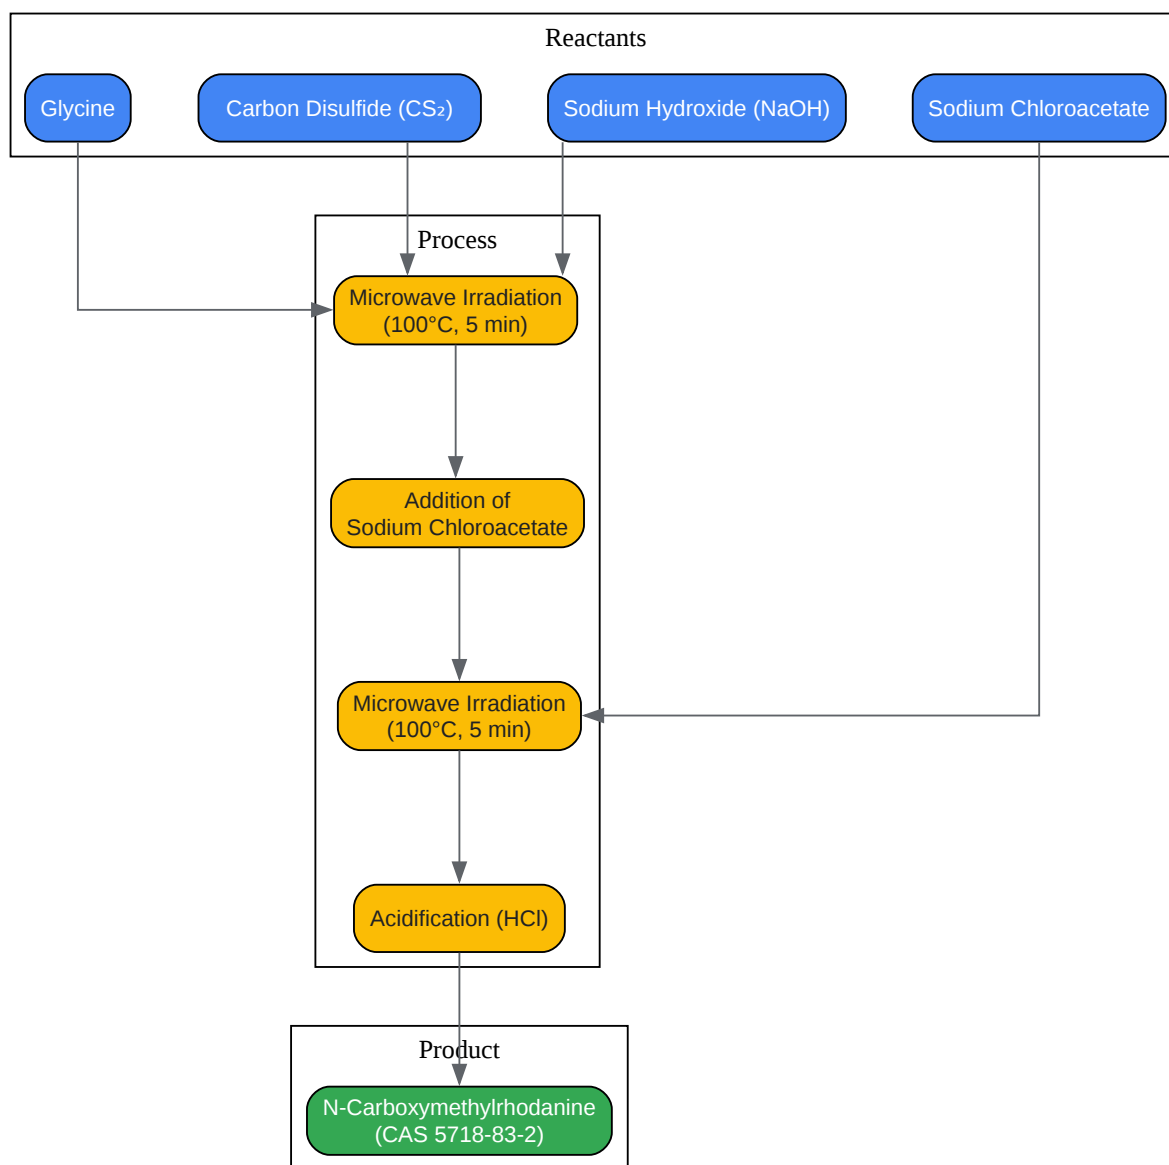 Reactants
Glycine
Carbon Disulfide (CS₂)
Sodium Hydroxide (NaOH)
Sodium Chloroacetate
Process
Microwave Irradiation
(100°C, 5 min)
Addition of
Sodium Chloroacetate
Microwave Irradiation
(100°C, 5 min)
Acidification (HCl)
Product
N-Carboxymethylrhodanine
(CAS 5718-83-2)